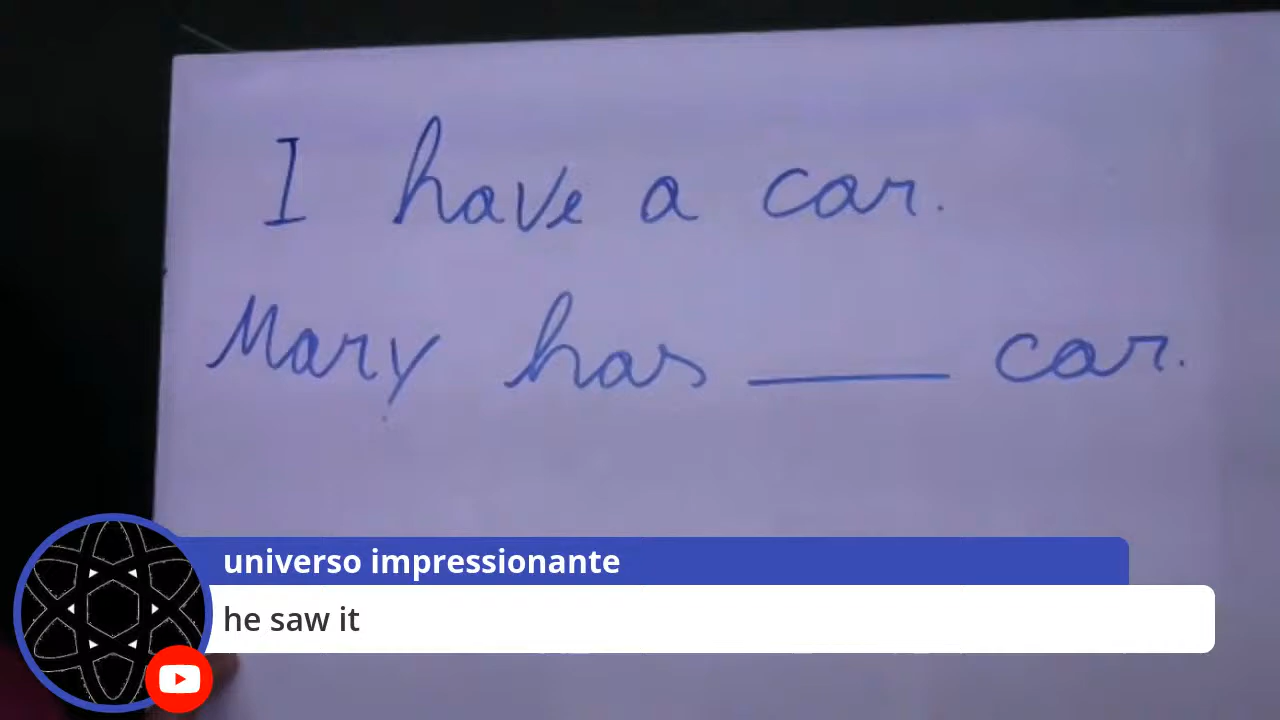 I have a car.
Mary has ____ car.
universo impressionante
he saw it